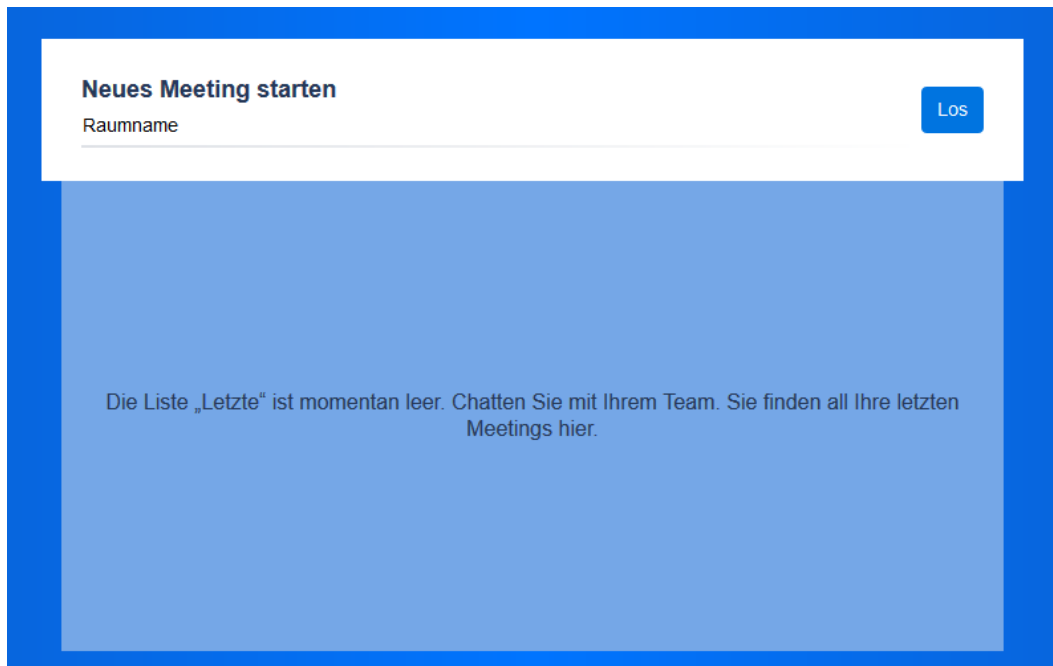 Neues Meeting starten
Raumname
Los
Die Liste „Letzte“ ist momentan leer. Chatten Sie mit Ihrem Team. Sie finden all Ihre letzten
Meetings hier.